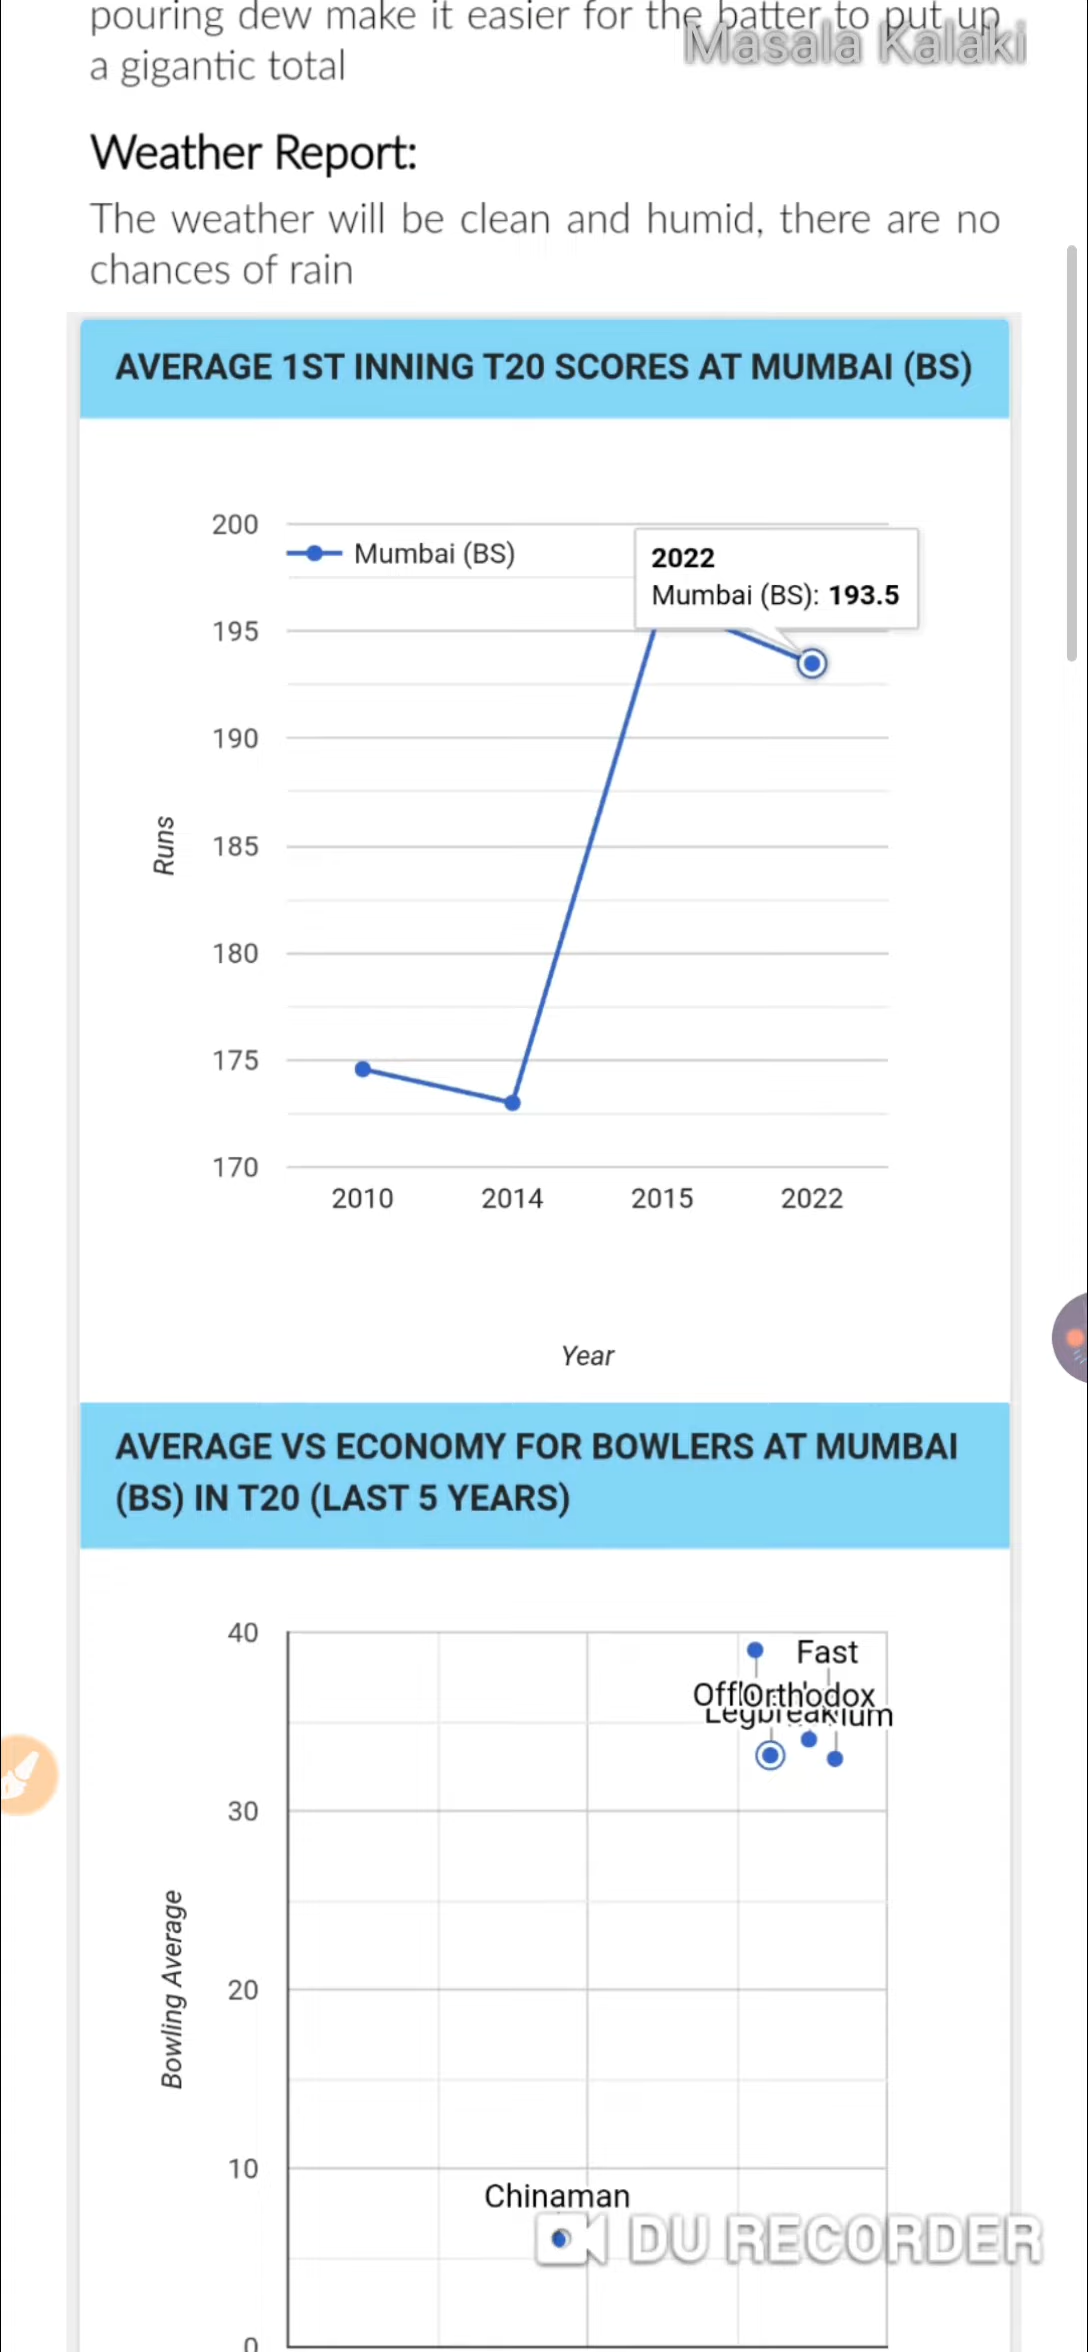 pouring dew make it easier for the batter to put up
Masala Kalaki
a gigantic total
Weather Report:
The weather will be clean and humid, there are no
chances of rain
AVERAGE 1ST INNING T20 SCORES AT MUMBAI (BS)
200
Mumbai (BS)
2022
Mumbai (BS): 193.5
195
190
185
Runs
180
175
170
2010 2014 2015 2022
Year
AVERAGE VS ECONOMY FOR BOWLERS AT MUMBAI
(BS) IN T20 (LAST 5 YEARS)
40
Fast
Orthodox
Legbreak
30
Bowling Average
20
10
Chinaman
DU RECORDER
0